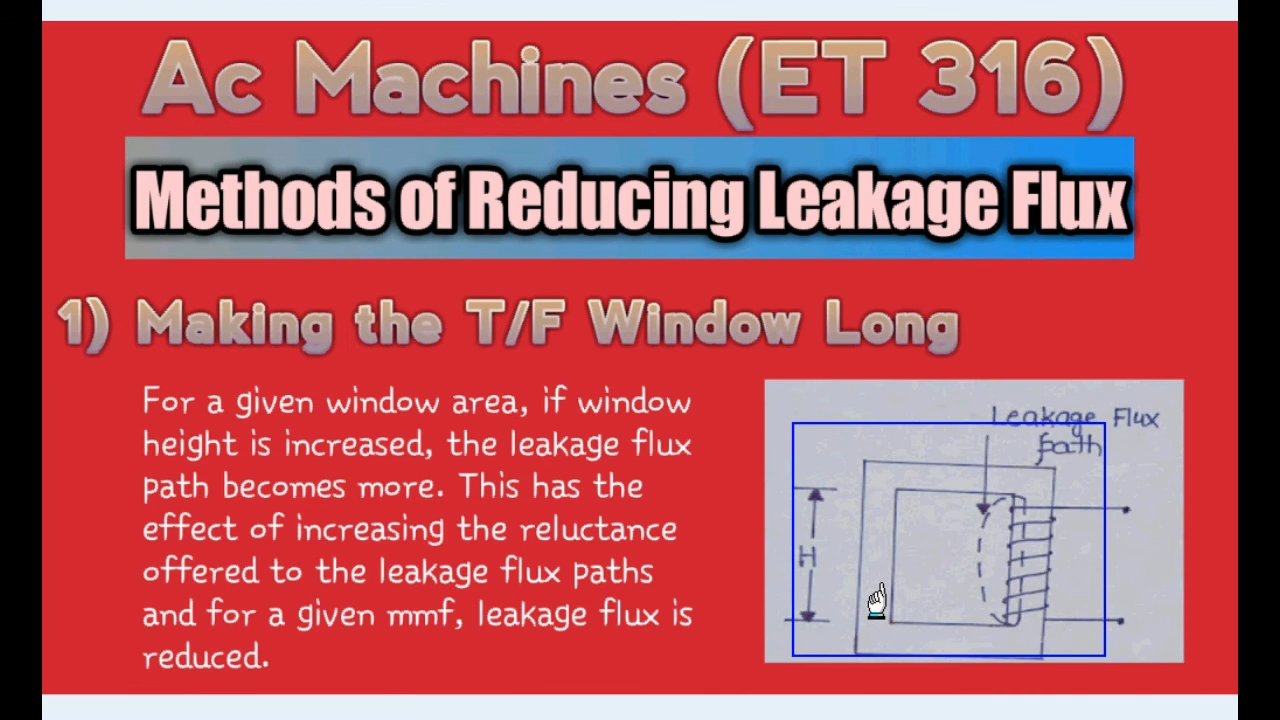 Ac Machines (ET 316)
Methods of Reducing Leakage Flux
1) Making the T/F Window Long
For a given window area, if window
height is increased, the leakage flux
path becomes more. This has the
effect of increasing the reluctance
offered to the leakage flux paths
and for a given mmf, leakage flux is
reduced.
Leakage Flux
path
H